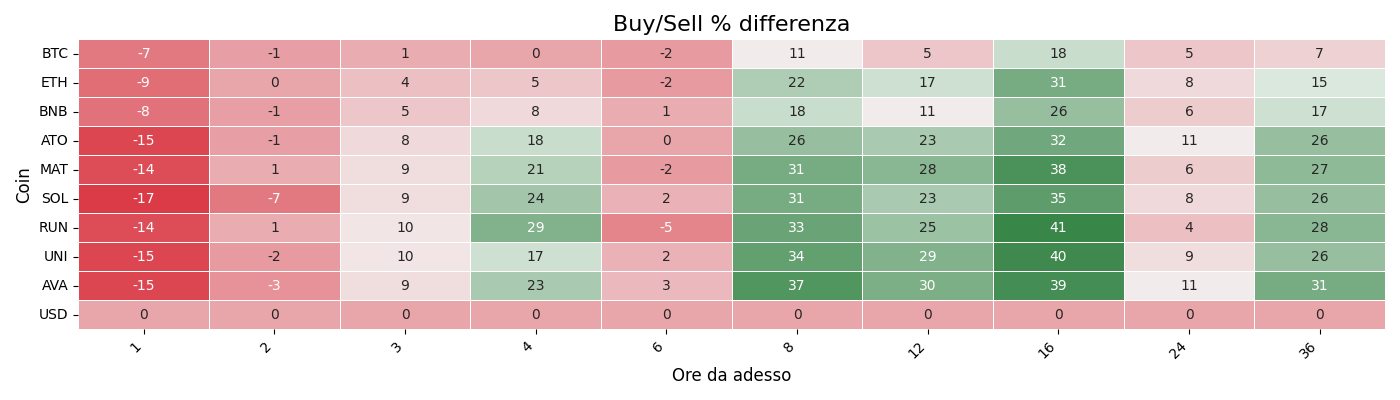 Buy/Sell % differenza
Coin
BTC -7 -1 1 0 -2 11 5 18 5 7
ETH -9 0 4 5 -2 22 17 31 8 15
BNB -8 -1 5 8 1 18 11 26 6 17
ATO -15 -1 8 18 0 26 23 32 11 26
MAT -14 1 9 21 -2 31 28 38 6 27
SOL -17 -7 9 24 2 31 23 35 8 26
RUN -14 1 10 29 -5 33 25 41 4 28
UNI -15 -2 10 17 2 34 29 40 9 26
AVA -15 -3 9 23 3 37 30 39 11 31
USD 0 0 0 0 0 0 0 0 0 0
1 2 3 4 6 8 12 16 24 36
Ore da adesso